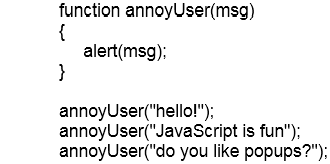 function annoyUser(msg)
{
alert(msg);
}
annoyUser("hello!");
annoyUser("JavaScript is fun");
annoyUser("do you like popups?");